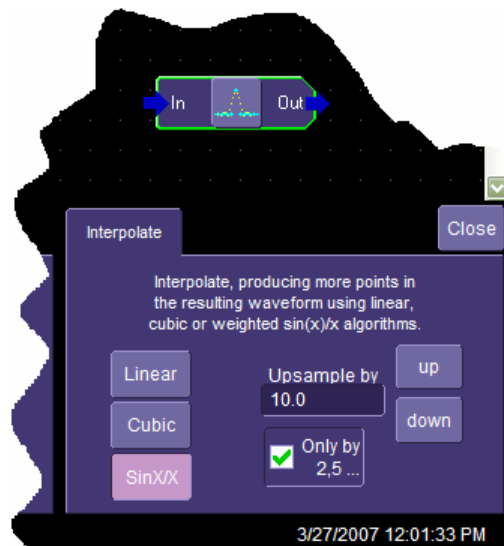 In Out
Interpolate
Close
Interpolate, producing more points in
the resulting waveform using linear,
cubic or weighted sin(x)/x algorithms.
Linear
Cubic
SinX/X
Upsample by
10.0
Only by
2,5 ...
up
down
3/27/2007 12:01:33 PM